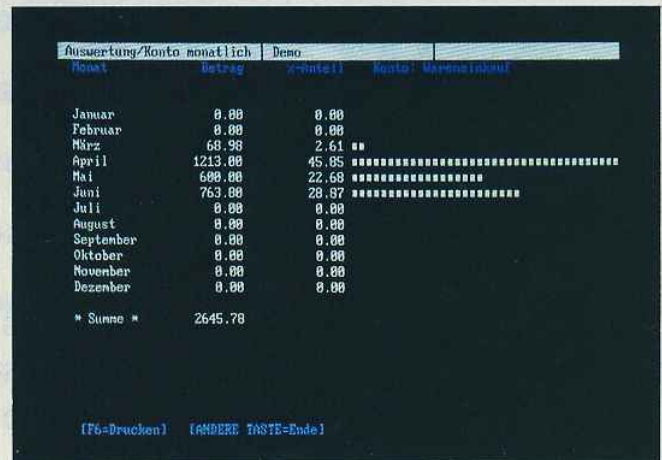 Auswertung/Konto monatlich Demo
Monat Betrag %-Anteil Konto: Wareneinkauf
Januar 0.00 0.00
Februar 0.00 0.00
März 68.98 2.61
April 1213.00 45.85
Mai 600.00 22.68
Juni 763.80 28.87
Juli 0.00 0.00
August 0.00 0.00
September 0.00 0.00
Oktober 0.00 0.00
November 0.00 0.00
Dezember 0.00 0.00
* Summe * 2645.78
[F6=Drucken] [ANDERE TASTE=Ende]